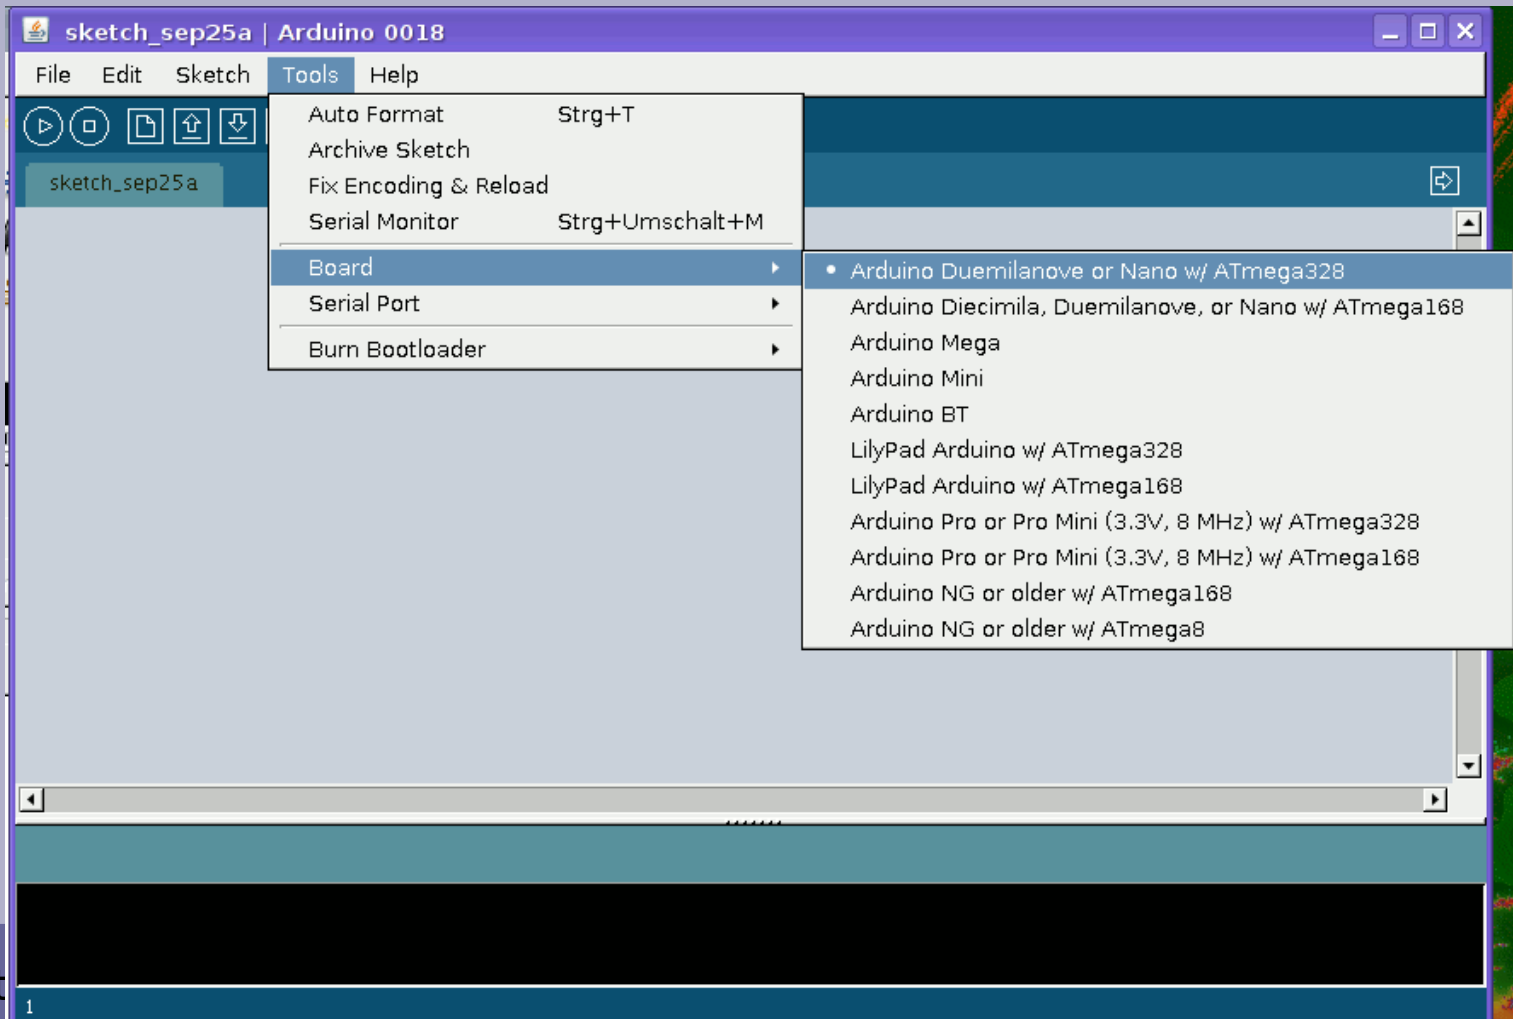 sketch_sep25a | Arduino 0018
File Edit Sketch Tools Help
sketch_sep25a
Auto Format Strg+T
Archive Sketch
Fix Encoding & Reload
Serial Monitor Strg+Umschalt+M
Board
Serial Port
Burn Bootloader
Arduino Duemilanove or Nano w/ ATmega328
Arduino Diecimila, Duemilanove, or Nano w/ ATmega168
Arduino Mega
Arduino Mini
Arduino BT
LilyPad Arduino w/ ATmega328
LilyPad Arduino w/ ATmega168
Arduino Pro or Pro Mini (3.3V, 8 MHz) w/ ATmega328
Arduino Pro or Pro Mini (3.3V, 8 MHz) w/ ATmega168
Arduino NG or older w/ ATmega168
Arduino NG or older w/ ATmega8
1